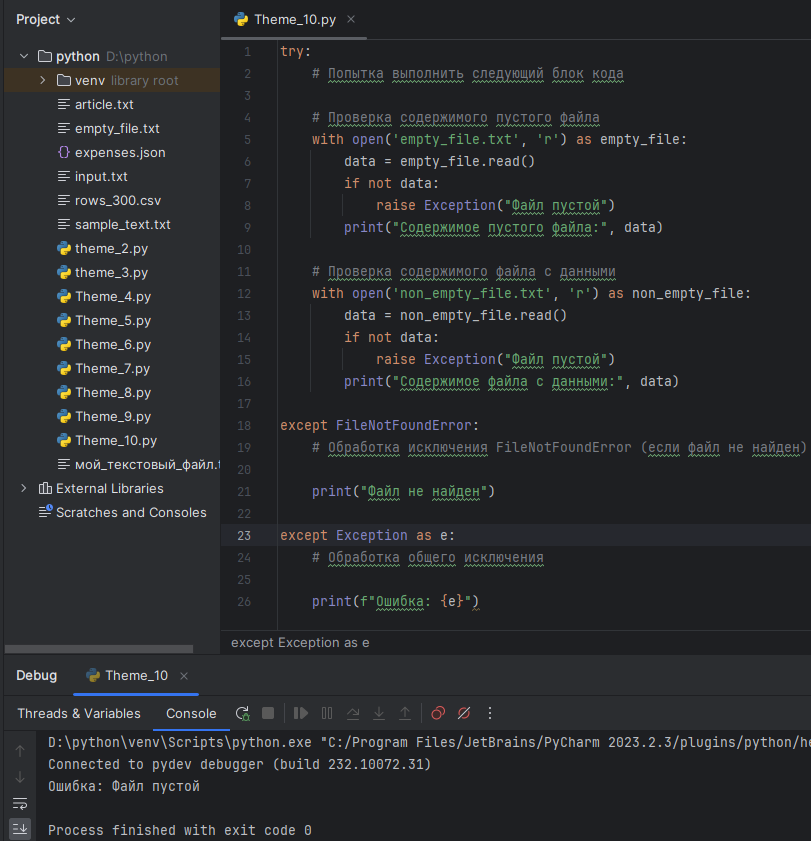 Project
python D:\python
venv library root
article.txt
empty_file.txt
expenses.json
input.txt
rows_300.csv
sample_text.txt
theme_2.py
theme_3.py
Theme_4.py
Theme_5.py
Theme_6.py
Theme_7.py
Theme_8.py
Theme_9.py
Theme_10.py
мой_текстовый_файл.
External Libraries
Scratches and Consoles
Theme_10.py
1 try:
2 # Попытка выполнить следующий блок кода
3
4 # Проверка содержимого пустого файла
5 with open('empty_file.txt', 'r') as empty_file:
6 data = empty_file.read()
7 if not data:
8 raise Exception("Файл пустой")
9 print("Содержимое пустого файла:", data)
10
11 # Проверка содержимого файла с данными
12 with open('non_empty_file.txt', 'r') as non_empty_file:
13 data = non_empty_file.read()
14 if not data:
15 raise Exception("Файл пустой")
16 print("Содержимое файла с данными:", data)
17
18 except FileNotFoundError:
19 # Обработка исключения FileNotFoundError (если файл не найден)
20
21 print("Файл не найден")
22
23 except Exception as e:
24 # Обработка общего исключения
25
26 print(f"Ошибка: {e}")
except Exception as e
Debug Theme_10
Threads & Variables Console
D:\python\venv\Scripts\python.exe "C:/Program Files/JetBrains/PyCharm 2023.2.3/plugins/python/he
Connected to pydev debugger (build 232.10072.31)
Ошибка: Файл пустой
Process finished with exit code 0